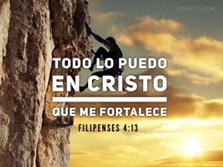 TODO LO PUEDO
EN CRISTO
QUE ME FORTALECE
FILIPENSES 4:13